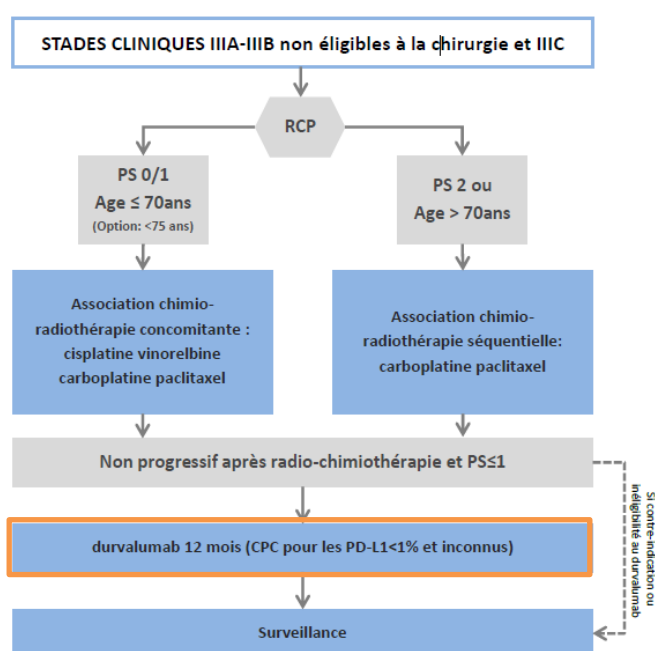 STADES CLINIQUES IIIA-IIIB non éligibles à la chirurgie et IIIC
RCP
PS 0/1
Age ≤ 70ans
(Option: <75 ans)
PS 2 ou
Age > 70ans
Association chimio-
radiothérapie concomitante :
cisplatine vinorelbine
carboplatine paclitaxel
Association chimio-
radiothérapie séquentielle:
carboplatine paclitaxel
Non progressif après radio-chimiothérapie et PS≤1
Si contre-indication ou
inéligibilité au durvalumab
durvalumab 12 mois (CPC pour les PD-L1<1% et inconnus)
Surveillance